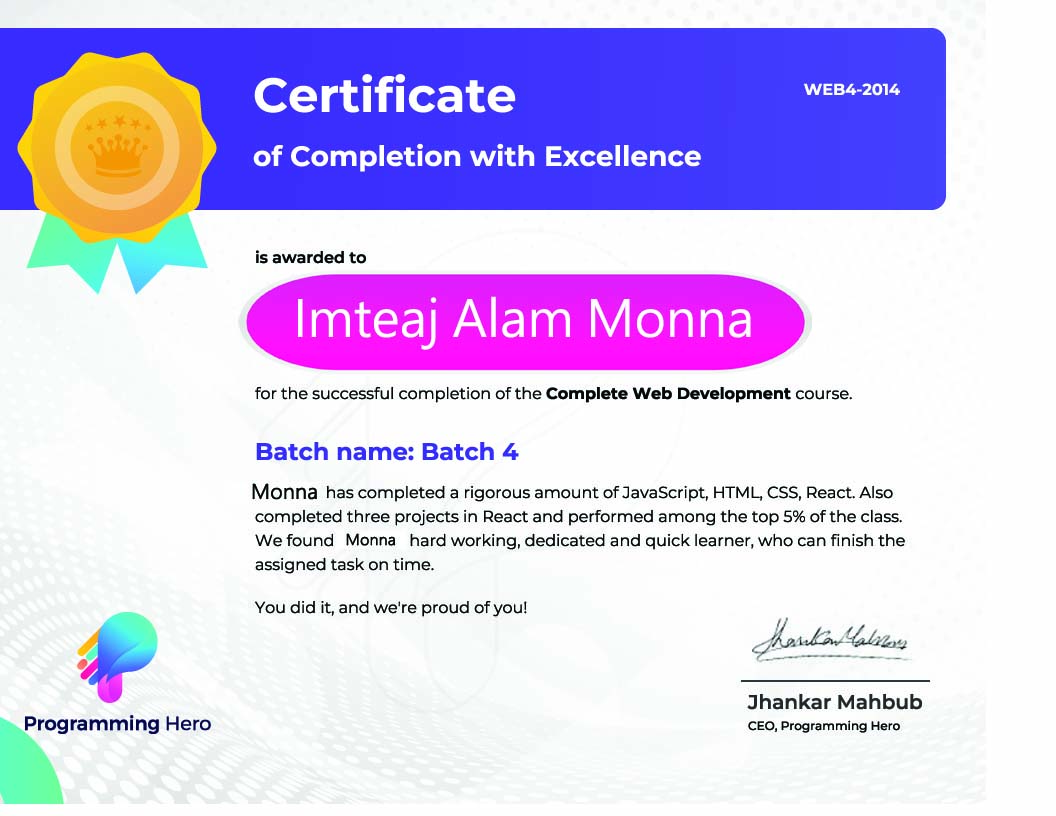 Certificate
WEB4-2014
of Completion with Excellence
is awarded to
Imteaj Alam Monna
for the successful completion of the Complete Web Development course.
Batch name: Batch 4
Monna has completed a rigorous amount of JavaScript, HTML, CSS, React. Also
completed three projects in React and performed among the top 5% of the class.
We found Monna hard working, dedicated and quick learner, who can finish the
assigned task on time.
You did it, and we're proud of you!
Jhankar Mahbub
Jhankar Mahbub
CEO, Programming Hero
Programming Hero